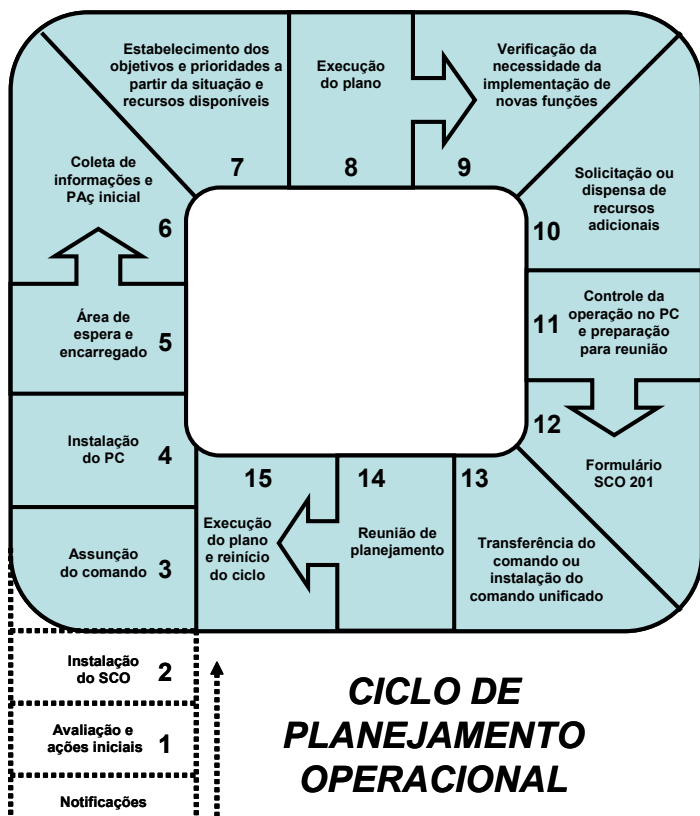 Estabelecimento dos
objetivos e prioridades a
partir da situação e
recursos disponíveis
7
Execução
do plano
8
Verificação da
necessidade da
implementação de
novas funções
9
Coleta de
informações e
PAç inicial
6
Solicitação ou
dispensa de
recursos
adicionais
10
Área de
espera e
encarregado
5
Controle da
operação no PC
e preparação
para reunião
11
Instalação
do PC
4
12
Formulário
SCO 201
Assunção
do comando
3
15
Execução
do plano
e reinício
do ciclo
14
Reunião de
planejamento
13
Transferência do
comando ou
instalação do
comando unificado
Instalação
do SCO
2
Avaliação e
ações iniciais
1
Notificações
CICLO DE
PLANEJAMENTO
OPERACIONAL